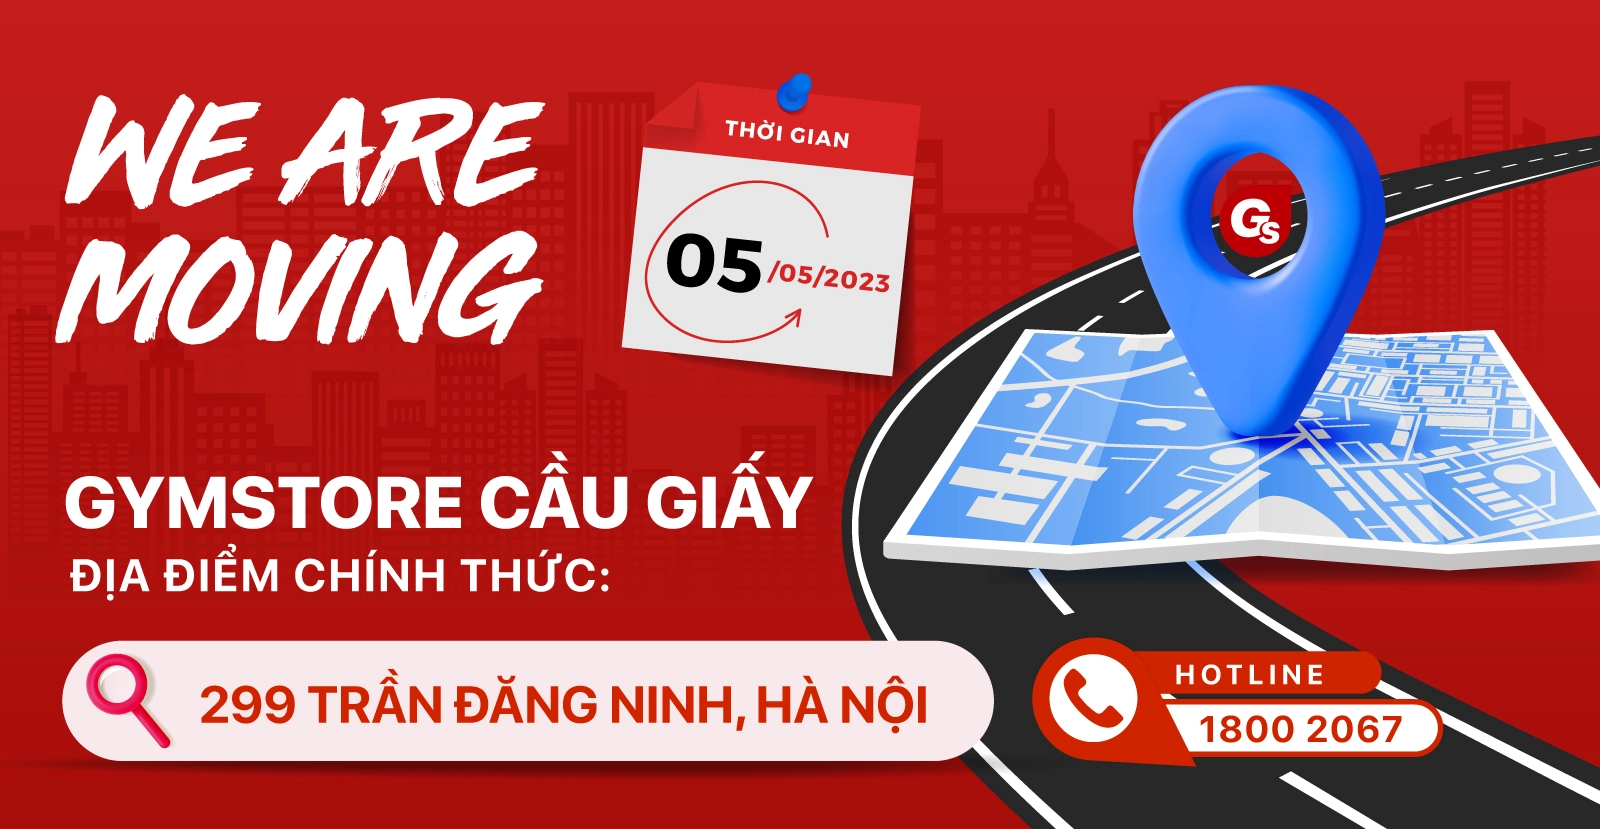 WE ARE
MOVING
THỜI GIAN
05/05/2023
GS
GYMSTORE CẦU GIẤY
ĐỊA ĐIỂM CHÍNH THỨC:
299 TRẦN ĐĂNG NINH, HÀ NỘI
HOTLINE
1800 2067